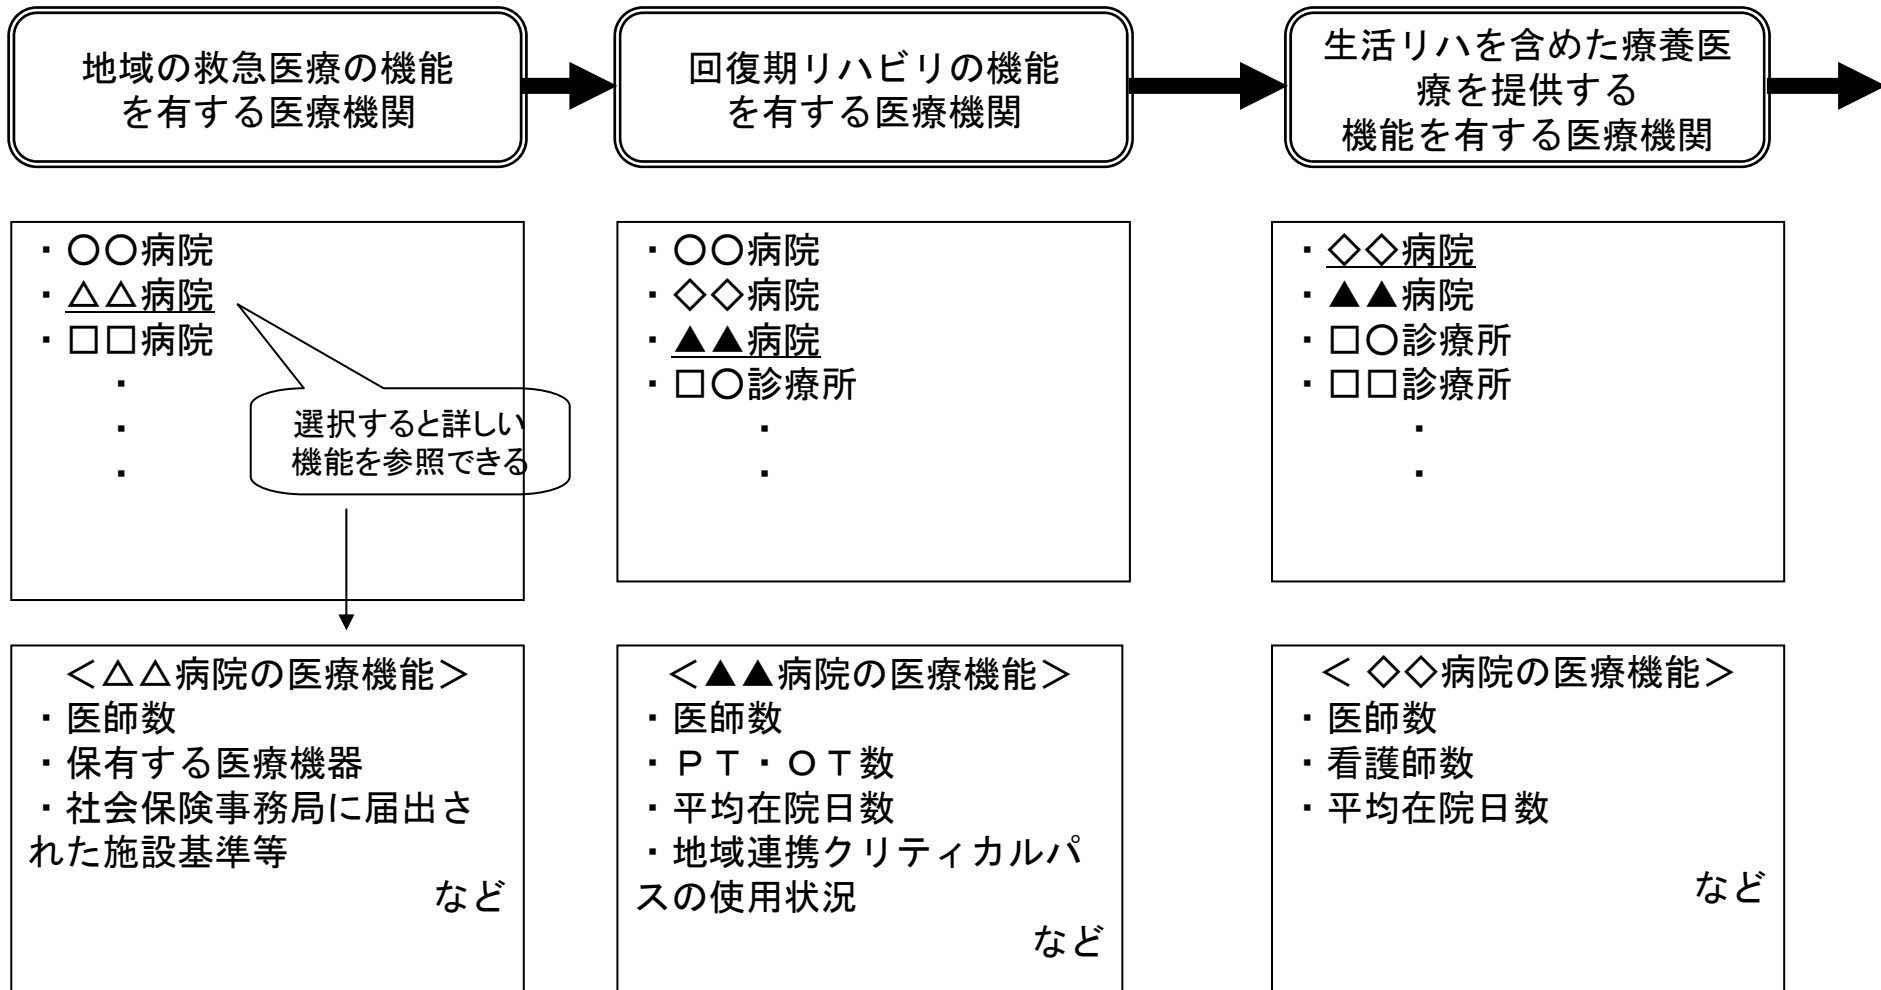 地域の救急医療の機能
を有する医療機関
回復期リハビリの機能
を有する医療機関
生活リハを含めた療養医
療を提供する
機能を有する医療機関
・〇〇病院
・△△病院
・□□病院
・
・
・
選択すると詳しい
機能を参照できる
・〇〇病院
・◇◇病院
・▲▲病院
・□〇診療所
・
・
・◇◇病院
・▲▲病院
・□〇診療所
・□□診療所
・
・
＜△△病院の医療機能＞
・医師数
・保有する医療機器
・社会保険事務局に届出さ
れた施設基準等
など
＜▲▲病院の医療機能＞
・医師数
・ＰＴ・ＯＴ数
・平均在院日数
・地域連携クリティカルパ
スの使用状況
など
＜ ◇◇病院の医療機能＞
・医師数
・看護師数
・平均在院日数
など